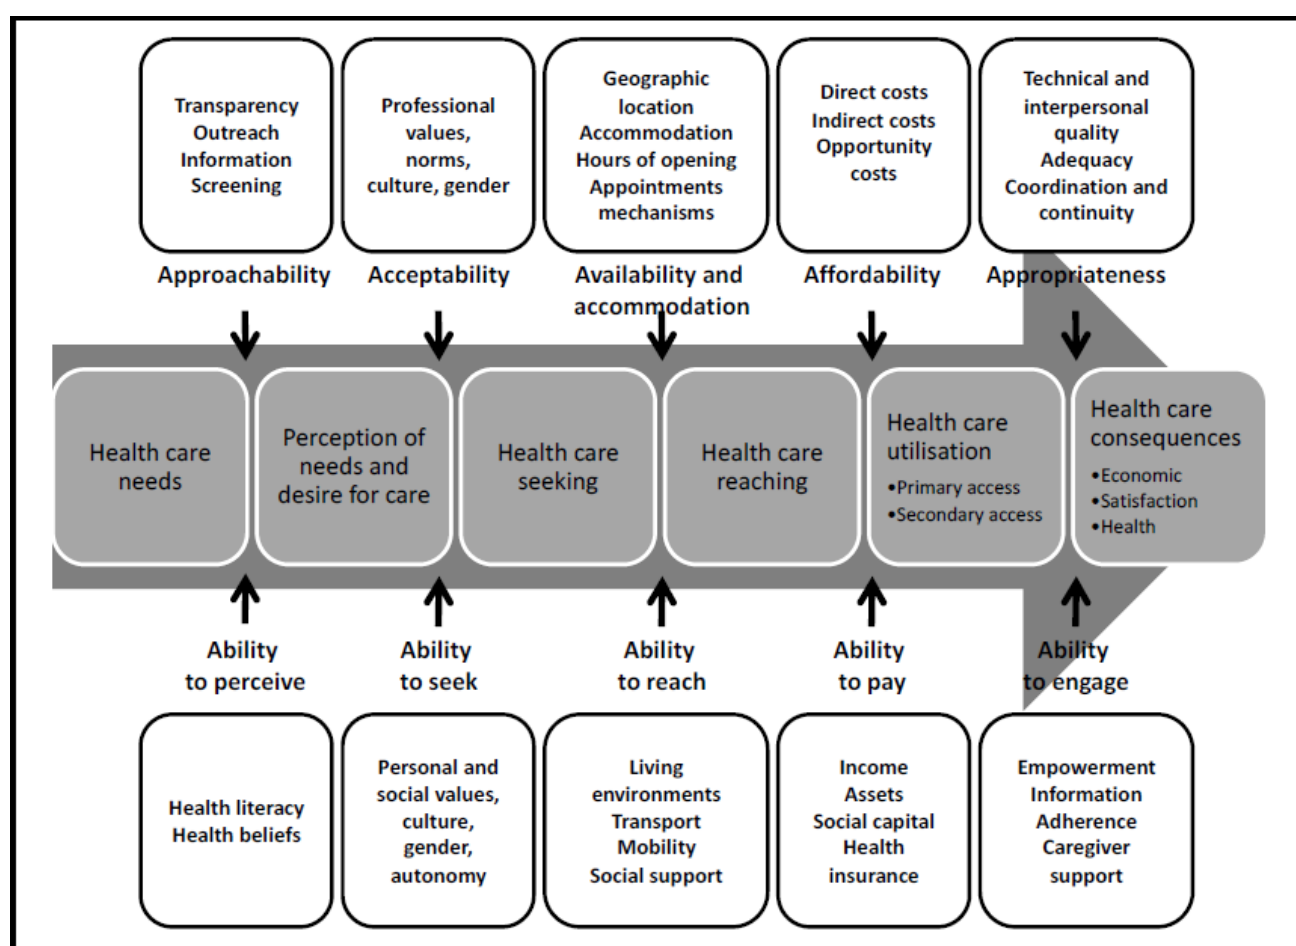 Transparency
Outreach
Information
Screening
Professional
values,
norms,
culture, gender
Geographic
location
Accommodation
Hours of opening
Appointments
mechanisms
Direct costs
Indirect costs
Opportunity
costs
Technical and
interpersonal
quality
Adequacy
Coordination and
continuity
Approachability
Acceptability
Availability and
accommodation
Affordability
Appropriateness
Health care
needs
Perception of
needs and
desire for care
Health care
seeking
Health care
reaching
Health care
utilisation
•Primary access
•Secondary access
Health care
consequences
•Economic
•Satisfaction
•Health
Ability
to perceive
Ability
to seek
Ability
to reach
Ability
to pay
Ability
to engage
Health literacy
Health beliefs
Personal and
social values,
culture,
gender,
autonomy
Living
environments
Transport
Mobility
Social support
Income
Assets
Social capital
Health
insurance
Empowerment
Information
Adherence
Caregiver
support